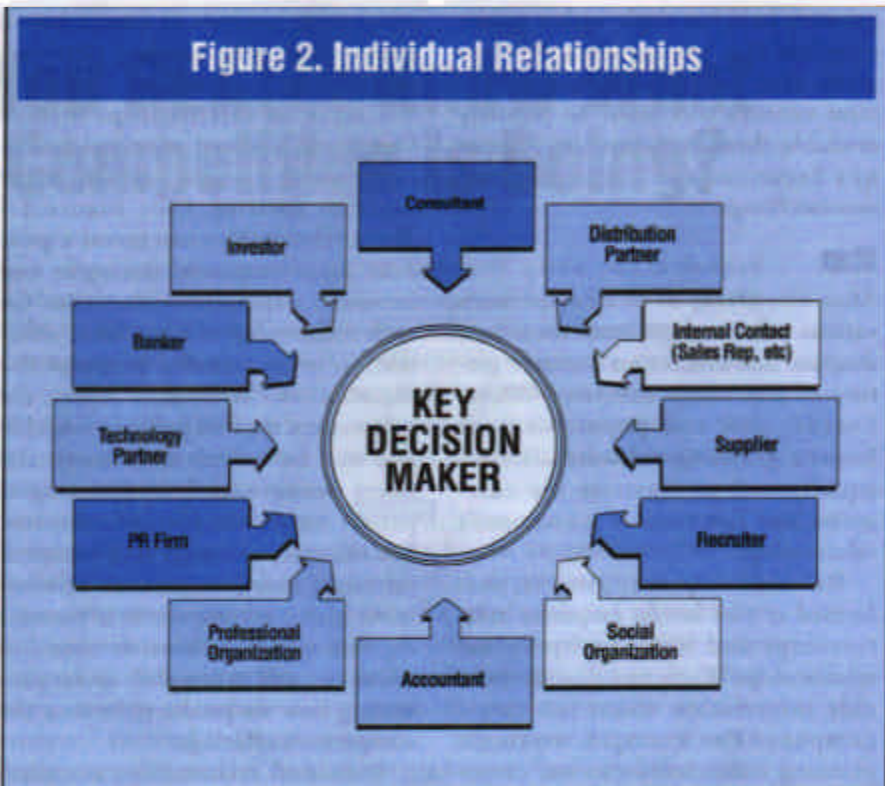 Figure 2. Individual Relationships
Consultant
Investor
Distribution
Partner
Banker
Internal Contact
(Sales Rep., etc)
KEY
DECISION
MAKER
Technology
Partner
Supplier
PR Firm
Recruiter
Professional
Organization
Social
Organization
Accountant